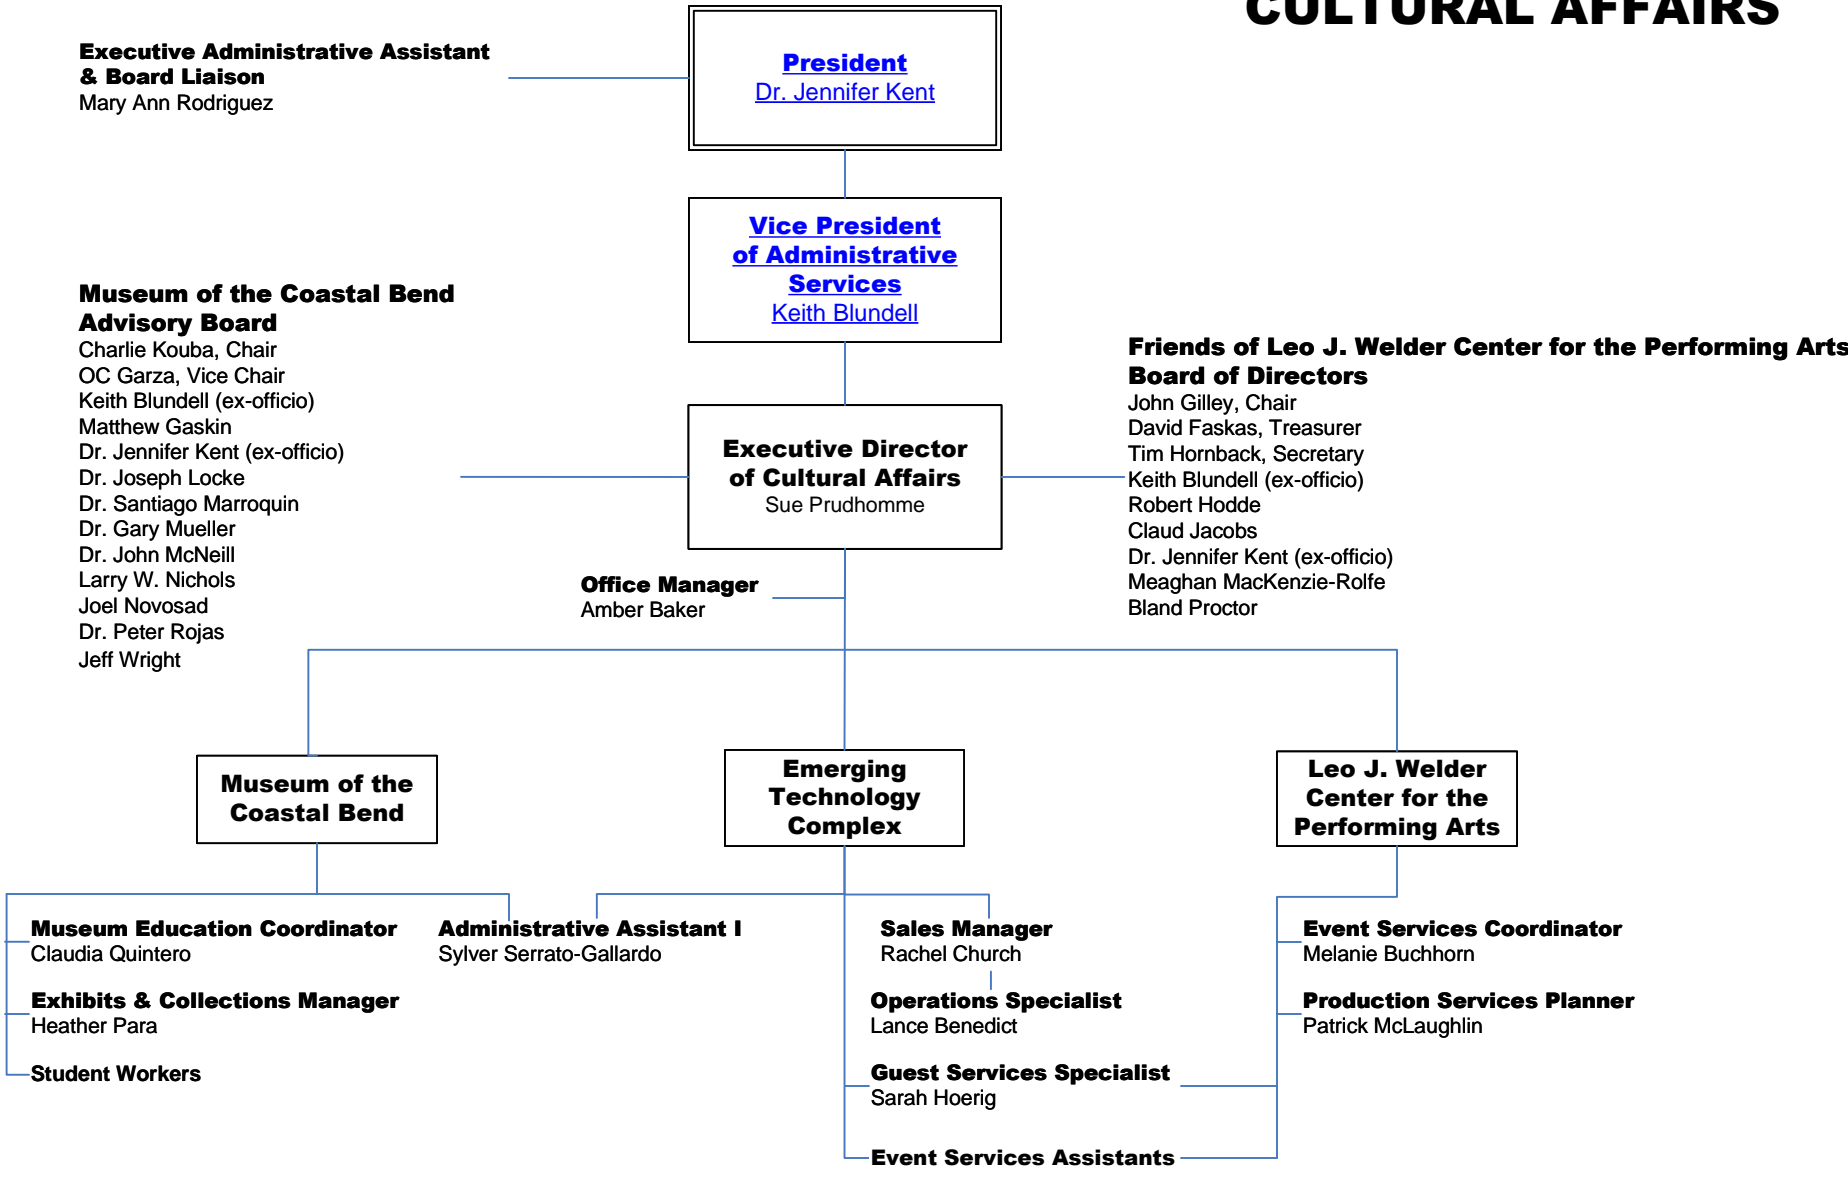 CULTURAL AFFAIRS
Executive Administrative Assistant
& Board Liaison
Mary Ann Rodriguez
President
Dr. Jennifer Kent
Vice President
of Administrative
Services
Keith Blundell
Museum of the Coastal Bend
Advisory Board
Charlie Kouba, Chair
OC Garza, Vice Chair
Keith Blundell (ex-officio)
Matthew Gaskin
Dr. Jennifer Kent (ex-officio)
Dr. Joseph Locke
Dr. Santiago Marroquin
Dr. Gary Mueller
Dr. John McNeill
Larry W. Nichols
Joel Novosad
Dr. Peter Rojas
Jeff Wright
Executive Director
of Cultural Affairs
Sue Prudhomme
Friends of Leo J. Welder Center for the Performing Arts
Board of Directors
John Gilley, Chair
David Faskas, Treasurer
Tim Hornback, Secretary
Keith Blundell (ex-officio)
Robert Hodde
Claud Jacobs
Dr. Jennifer Kent (ex-officio)
Meaghan MacKenzie-Rolfe
Bland Proctor
Office Manager
Amber Baker
Museum of the
Coastal Bend
Emerging
Technology
Complex
Leo J. Welder
Center for the
Performing Arts
Museum Education Coordinator
Claudia Quintero
Exhibits & Collections Manager
Heather Para
Student Workers
Administrative Assistant I
Sylver Serrato-Gallardo
Sales Manager
Rachel Church
Operations Specialist
Lance Benedict
Guest Services Specialist
Sarah Hoerig
Event Services Assistants
Event Services Coordinator
Melanie Buchhorn
Production Services Planner
Patrick McLaughlin